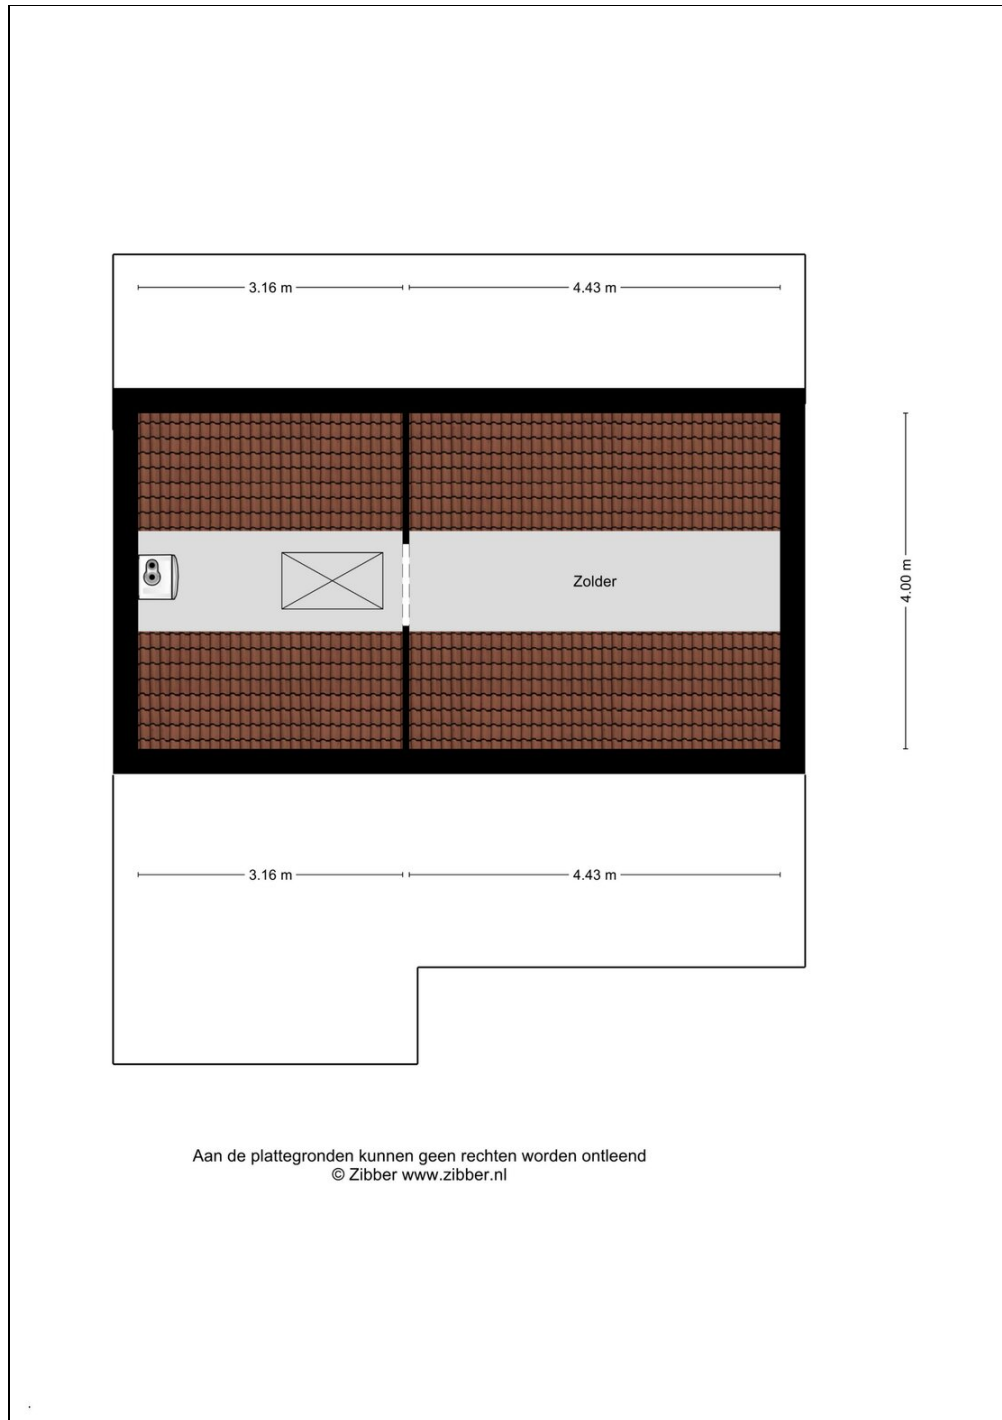 3.16 m
4.43 m
Zolder
4.00 m
3.16 m
4.43 m
Aan de plattegronden kunnen geen rechten worden ontleend
© Zibber www.zibber.nl